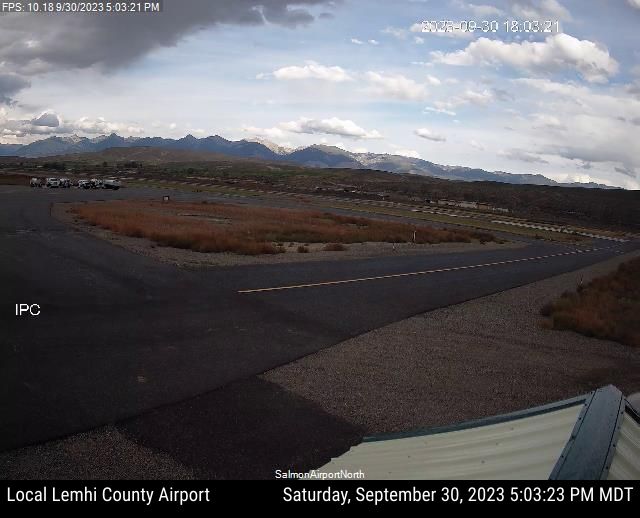 FPS: 10.18 9/30/2023 5:03:21 PM
2023-09-30 18:03:21
IPC
SalmonAirportNorth
Local Lemhi County Airport Saturday, September 30, 2023 5:03:23 PM MDT